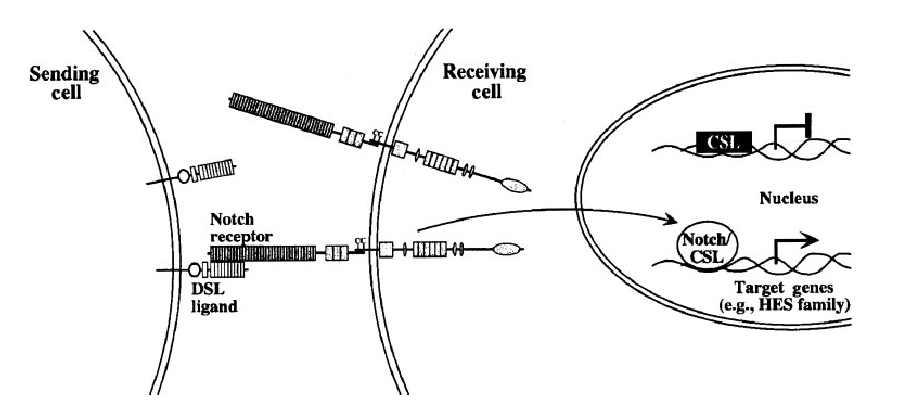 Sending
cell
Receiving
cell
CSL
Nucleus
Notch
receptor
Notch/
CSL
DSL
ligand
Target genes
(e.g., HES family)